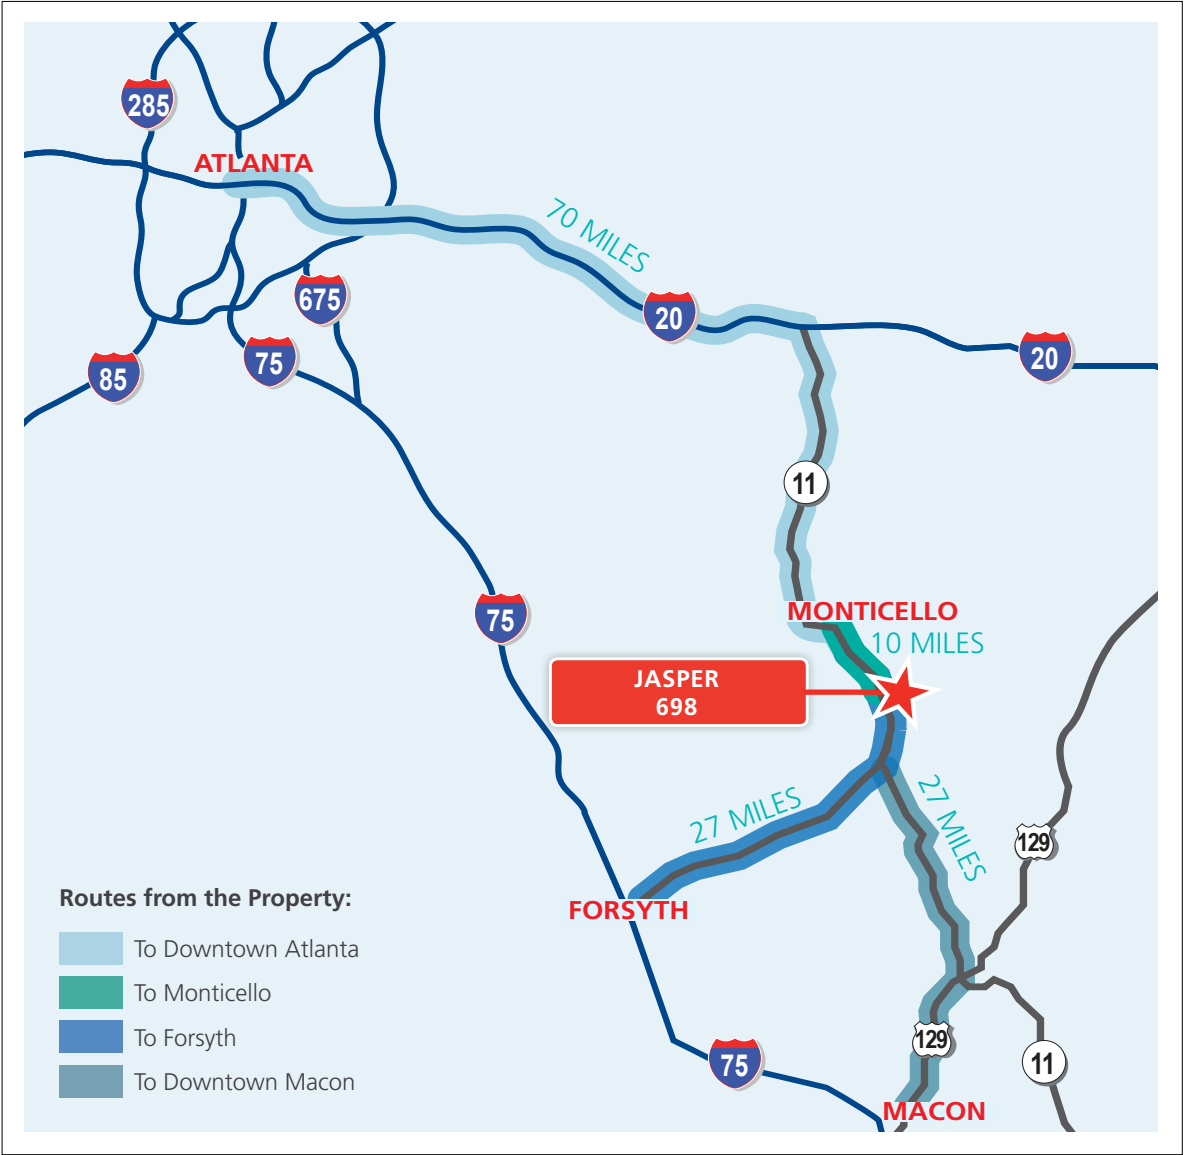 285
ATLANTA
70 MILES
675
20
20
75
85
11
75
MONTICELLO
10 MILES
JASPER
698
27 MILES
27 MILES
129
FORSYTH
Routes from the Property:
To Downtown Atlanta
To Monticello
To Forsyth
To Downtown Macon
129
75
11
MACON